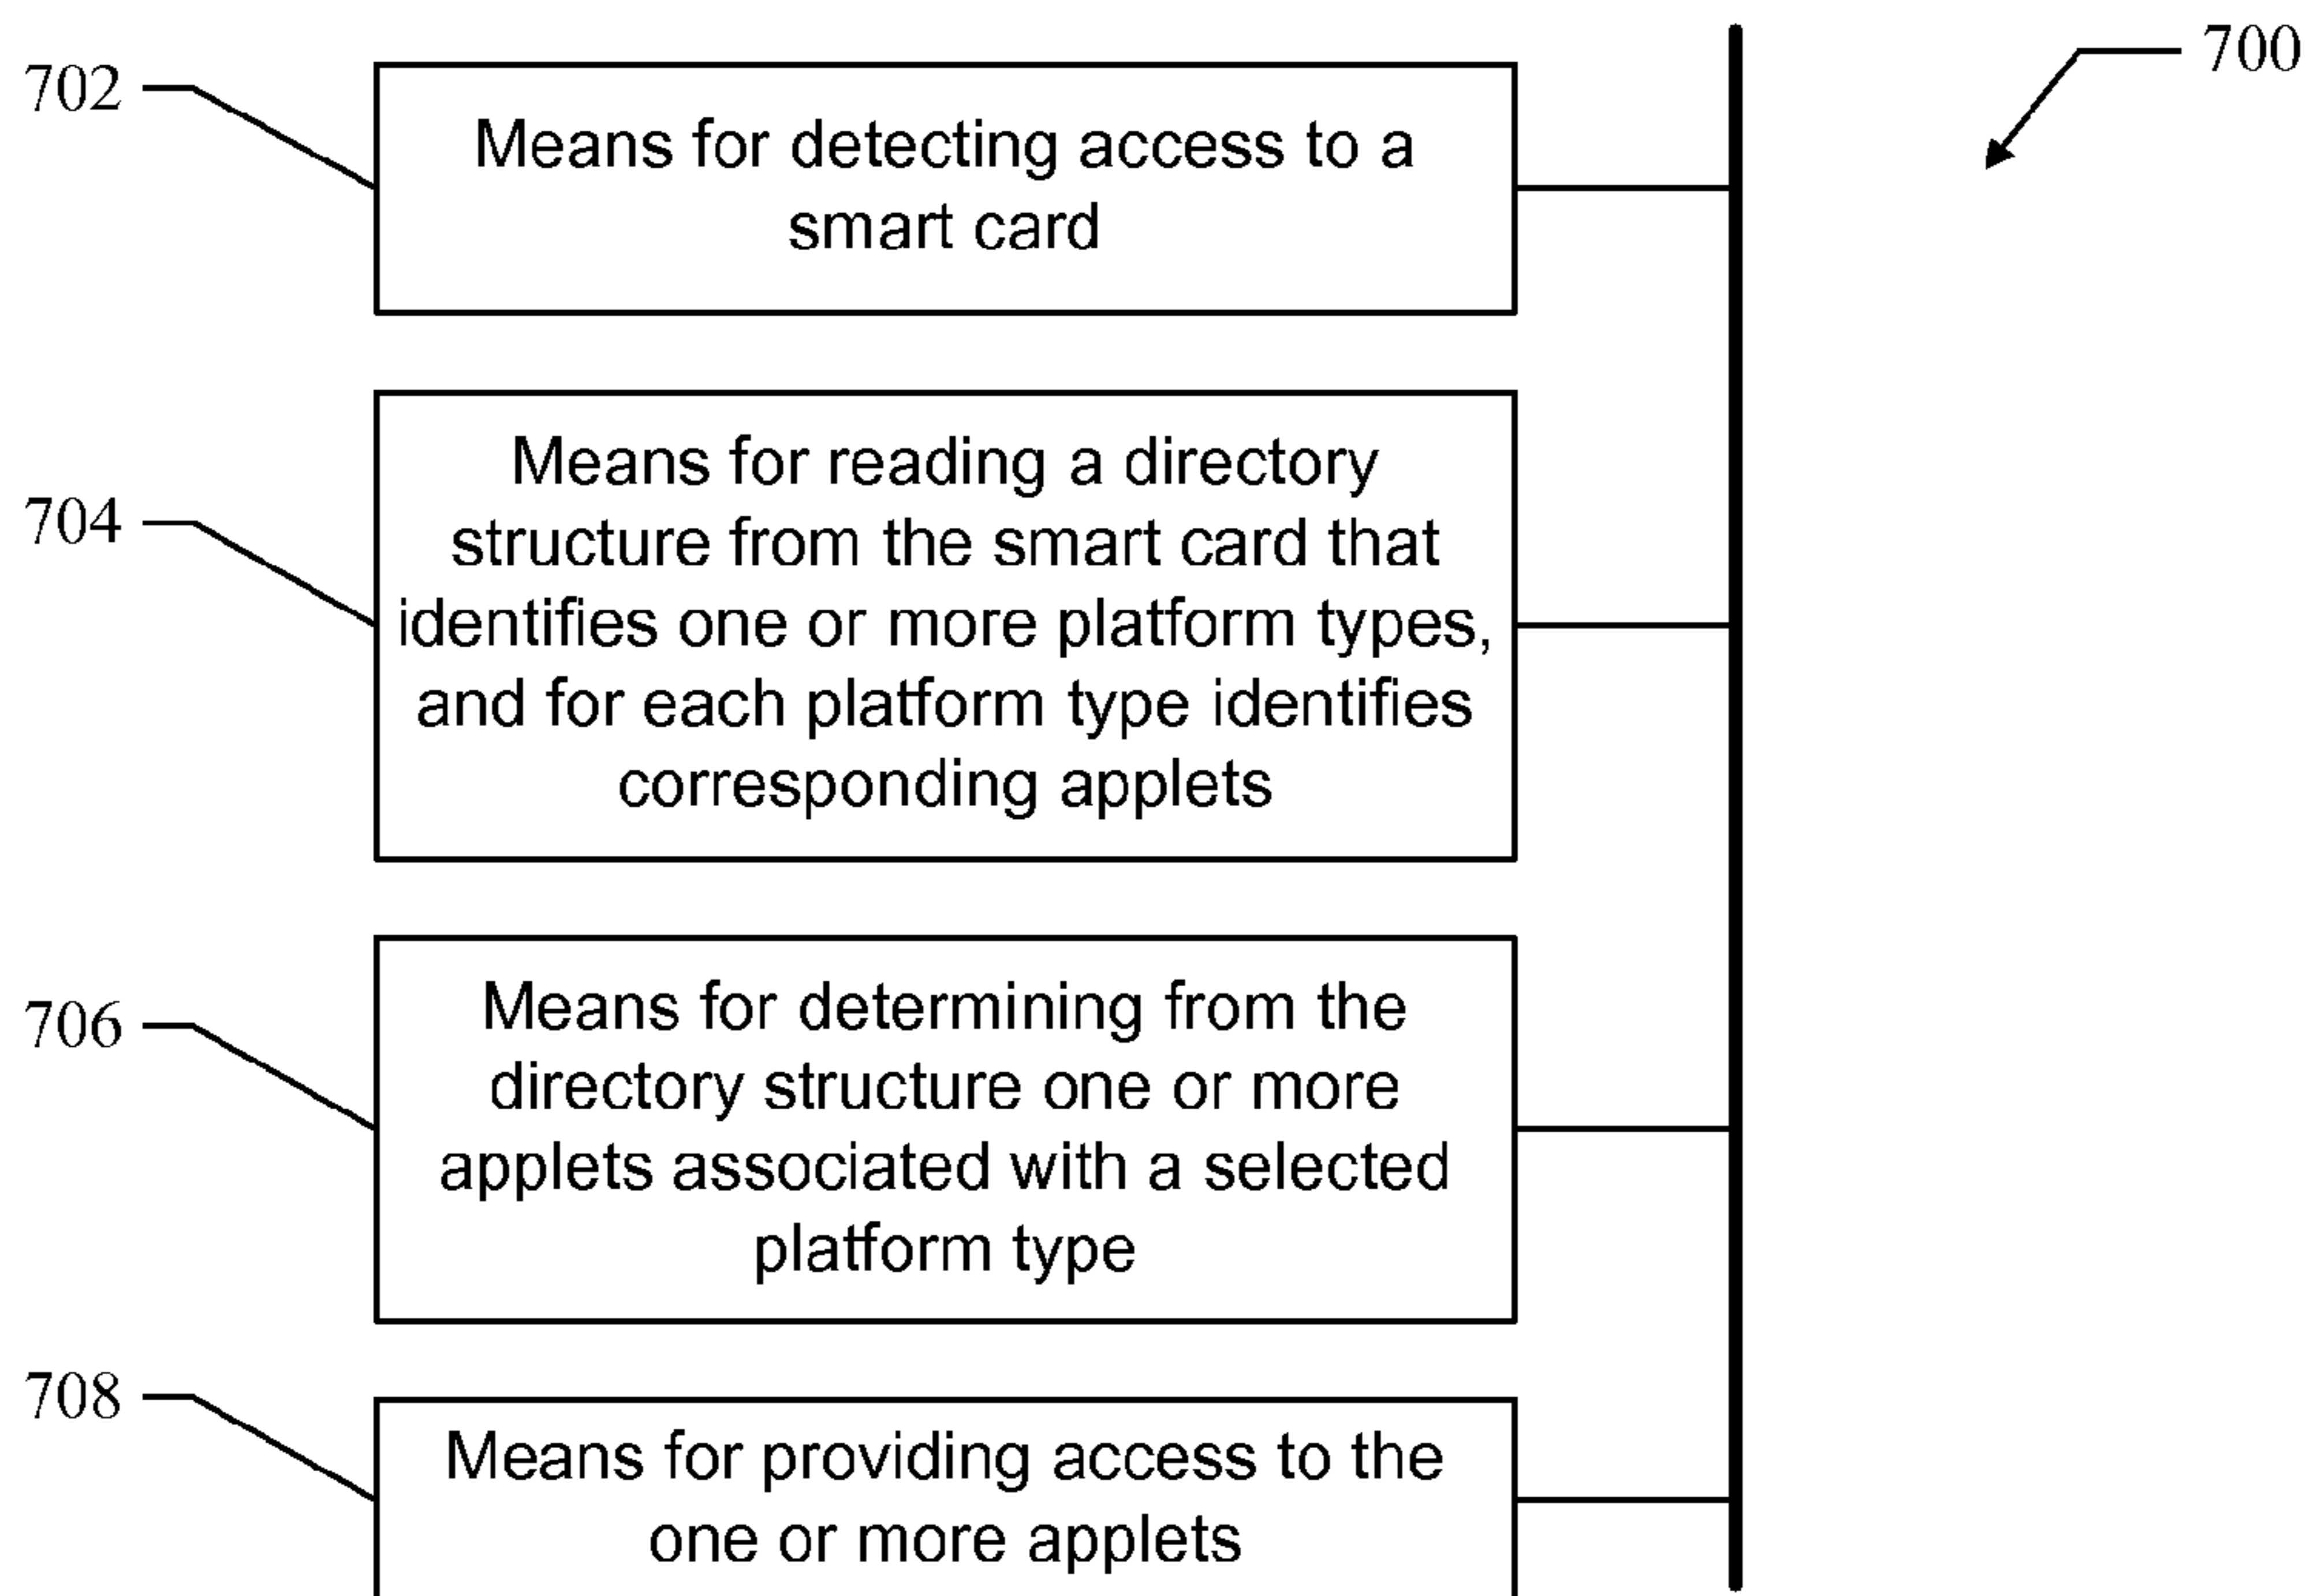 700
702
Means for detecting access to a
smart card
704
Means for reading a directory
structure from the smart card that
identifies one or more platform types,
and for each platform type identifies
corresponding applets
706
Means for determining from the
directory structure one or more
applets associated with a selected
platform type
708
Means for providing access to the
one or more applets